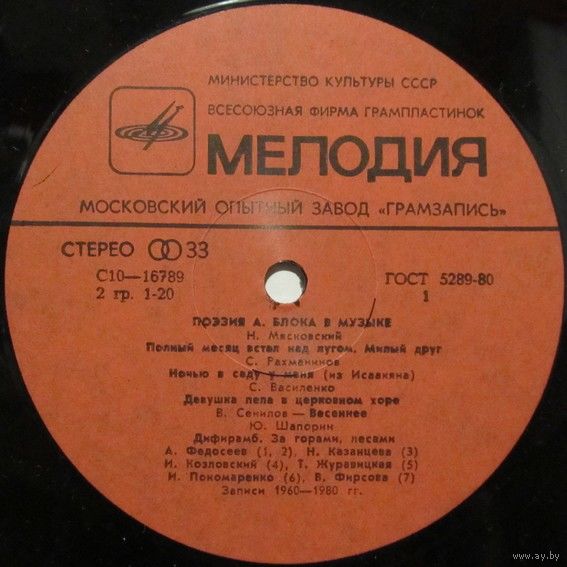 МИНИСТЕРСТВО КУЛЬТУРЫ СССР
ВСЕСОЮЗНАЯ ФИРМА ГРАМПЛАСТИНОК
МЕЛОДИЯ
МОСКОВСКИЙ ОПЫТНЫЙ ЗАВОД «ГРАМЗАПИСЬ»
СТЕРЕО 33
С10—16789 ГОСТ 5289-80
2 гр. 1-20 1
ПОЭЗИЯ А. БЛОКА В МУЗЫКЕ
Н. Мясковский
Полный месяц встал над лугом. Милый друг
С. Рахманинов
Ночью в саду у меня (из Исаакяна)
С. Василенко
Девушка пела в церковном хоре
В. Сенилов — Весеннее
Ю. Шапорин
Дифирамб. За горами, лесами
А. Федосеев (1, 2), Н. Казанцева (3)
И. Козловский (4), Т. Журавицкая (5)
И. Пономаренко (6), В. Фирсова (7)
Записи 1960—1980 гг.
www.ay.by